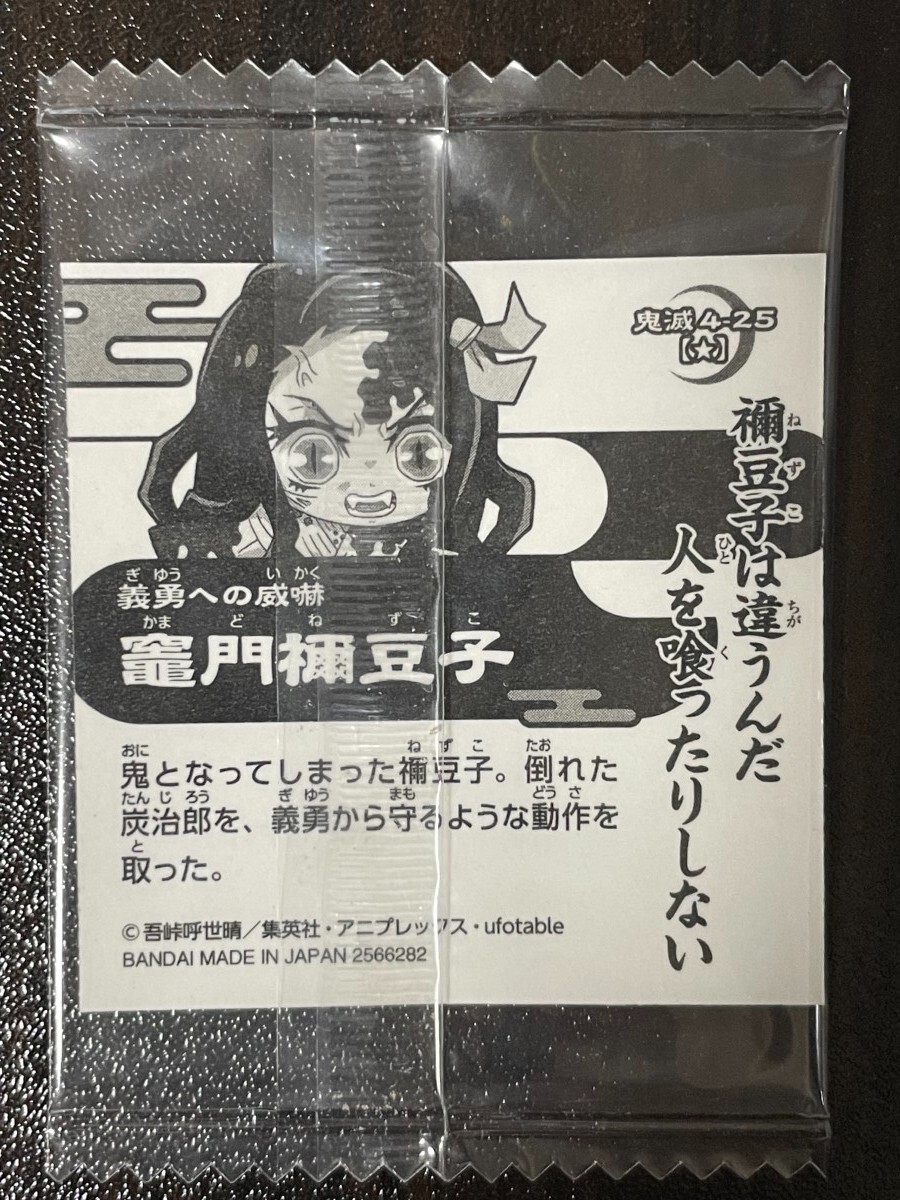 鬼滅 4-25
[★]
禰豆子は違うんだ
人を喰ったりしない
義勇への威嚇
竈門禰豆子
鬼となってしまった禰豆子。倒れた
炭治郎を、義勇から守るような動作を
取った。
©吾峠呼世晴／集英社・アニプレックス・ufotable
BANDAI MADE IN JAPAN 2566282